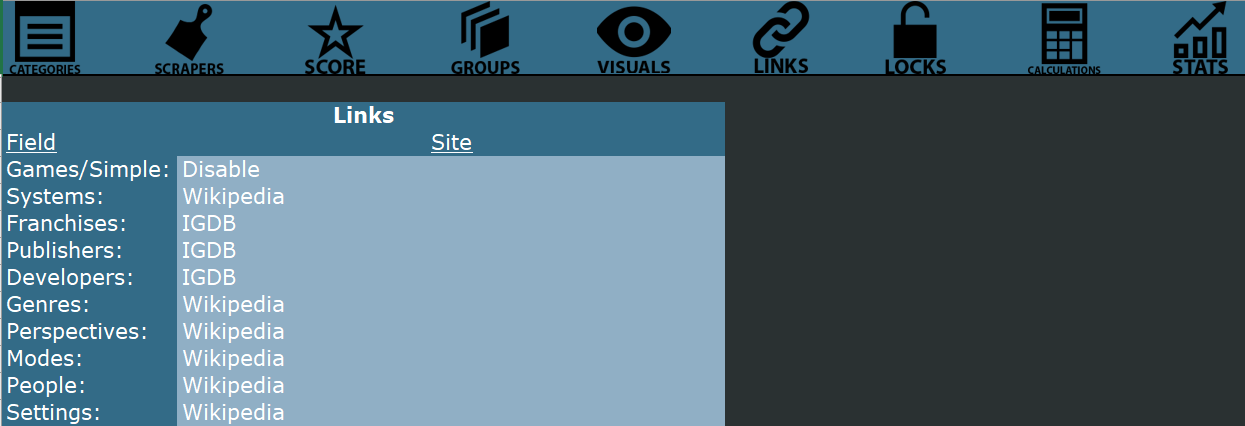 CATEGORIES SCRAPERS SCORE GROUPS VISUALS LINKS LOCKS CALCULATIONS STATS
Links
Field Site
Games/Simple: Disable
Systems: Wikipedia
Franchises: IGDB
Publishers: IGDB
Developers: IGDB
Genres: Wikipedia
Perspectives: Wikipedia
Modes: Wikipedia
People: Wikipedia
Settings: Wikipedia